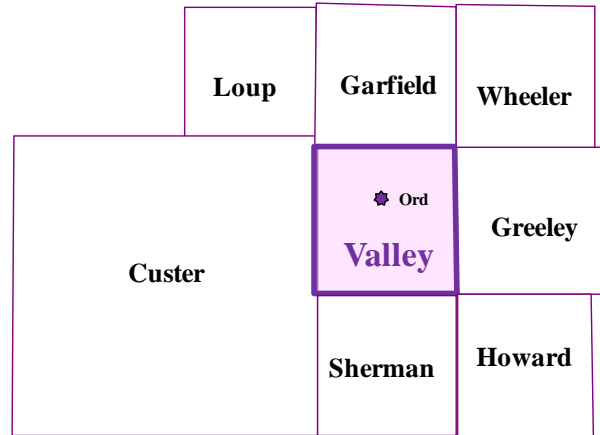 Loup
Garfield
Wheeler
Ord
Greeley
Valley
Custer
Sherman
Howard